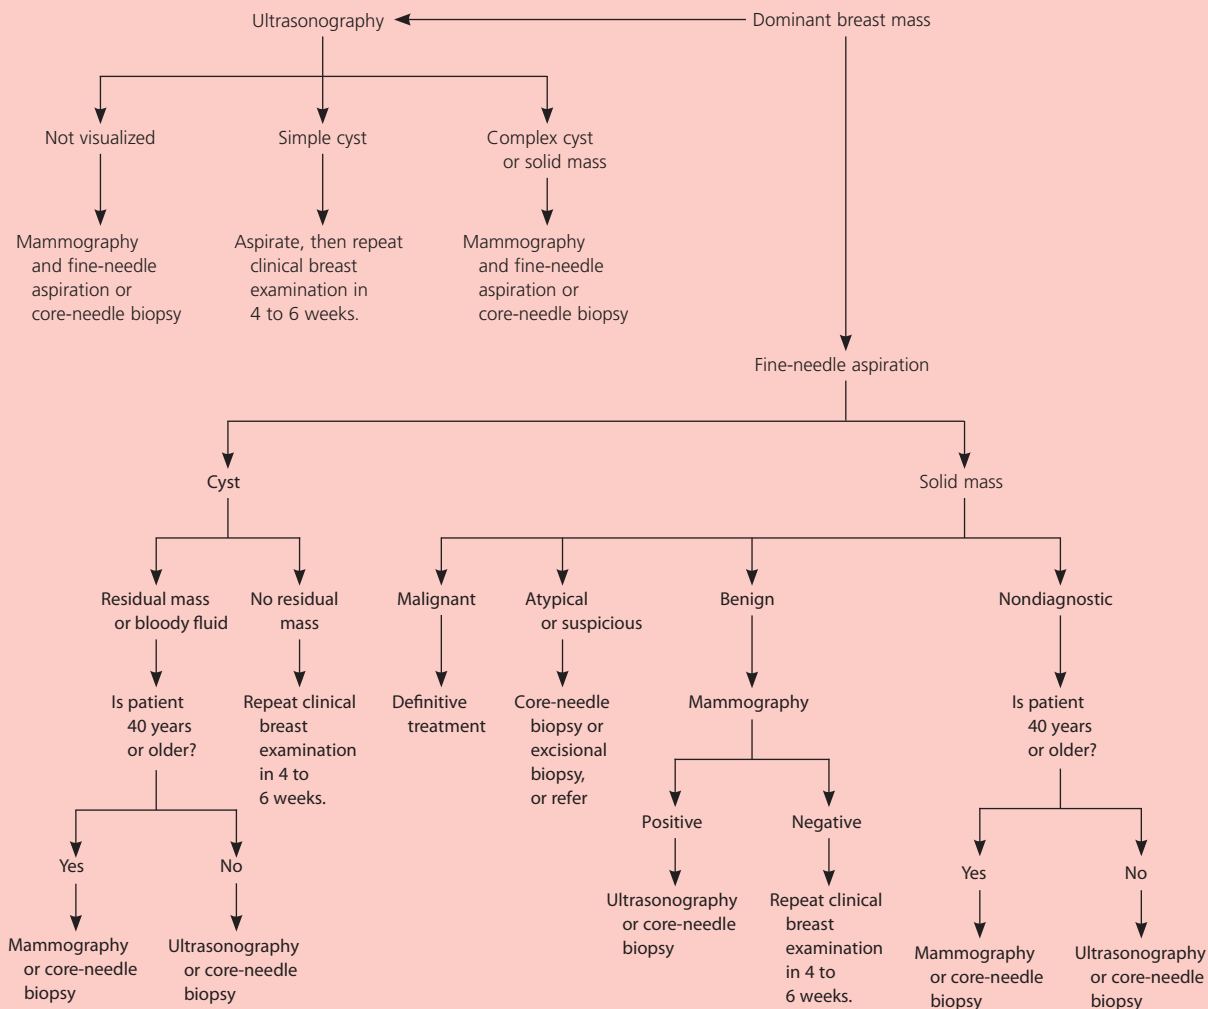 Ultrasonography
Dominant breast mass
Not visualized
Simple cyst
Complex cyst
or solid mass
Mammography
and fine-needle
aspiration or
core-needle biopsy
Aspirate, then repeat
clinical breast
examination in
4 to 6 weeks.
Mammography
and fine-needle
aspiration or
core-needle biopsy
Fine-needle aspiration
Cyst
Solid mass
Residual mass
or bloody fluid
No residual
mass
Malignant
Atypical
or suspicious
Benign
Nondiagnostic
Is patient
40 years
or older?
Repeat clinical
breast
examination
in 4 to
6 weeks.
Definitive
treatment
Core-needle
biopsy or
excisional
biopsy,
or refer
Mammography
Is patient
40 years
or older?
Positive
Negative
Yes
No
Yes
No
Mammography
or core-needle
biopsy
Ultrasonography
or core-needle
biopsy
Ultrasonography
or core-needle
biopsy
Repeat clinical
breast
examination
in 4 to
6 weeks.
Mammography
or core-needle
biopsy
Ultrasonography
or core-needle
biopsy